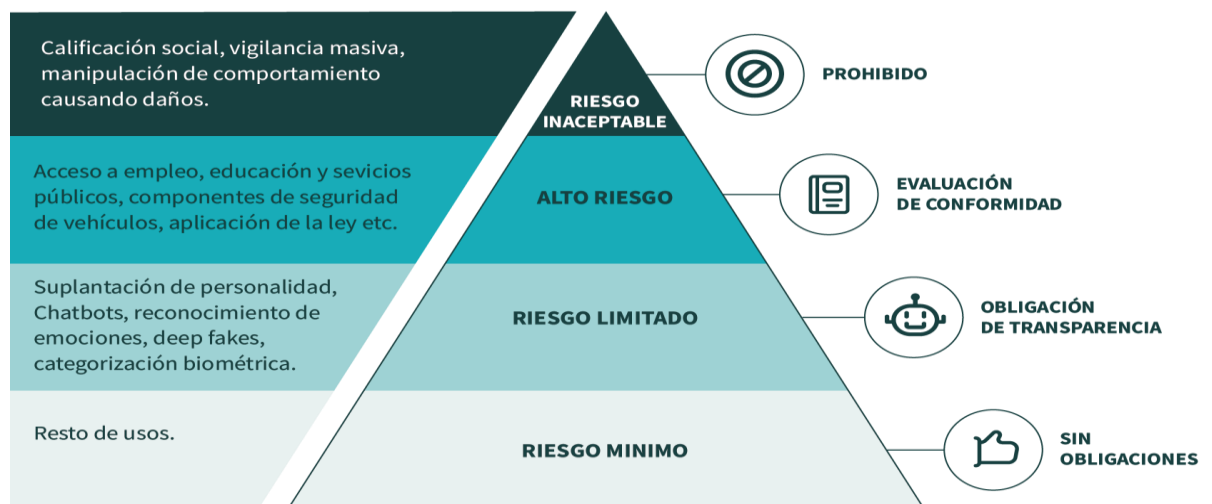 Calificación social, vigilancia masiva,
manipulación de comportamiento
causando daños.
RIESGO
INACEPTABLE
PROHIBIDO
Acceso a empleo, educación y sevicios
públicos, componentes de seguridad
de vehículos, aplicación de la ley etc.
ALTO RIESGO
EVALUACIÓN
DE CONFORMIDAD
Suplantación de personalidad,
Chatbots, reconocimiento de
emociones, deep fakes,
categorización biométrica.
RIESGO LIMITADO
OBLIGACIÓN
DE TRANSPARENCIA
Resto de usos.
RIESGO MINIMO
SIN
OBLIGACIONES